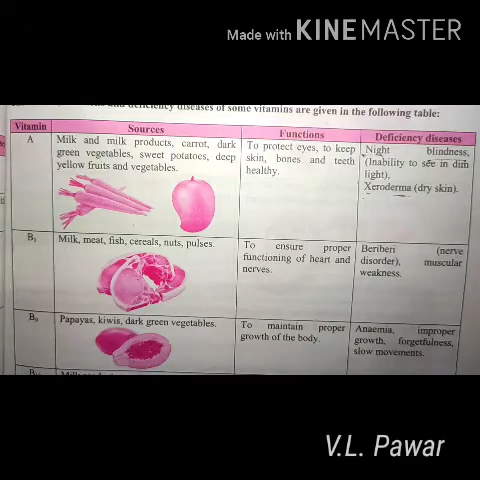 Made with KINEMASTER
and deficiency diseases of some vitamins are given in the following table:
Vitamin
Sources
Functions
Deficiency diseases
A
Milk and milk products, carrot, dark
green vegetables, sweet potatoes, deep
yellow fruits and vegetables.
To protect eyes, to keep
skin, bones and teeth
healthy.
Night blindness,
(Inability to see in dim
light),
Xeroderma (dry skin).
B₁
Milk, meat, fish, cereals, nuts, pulses.
To ensure proper
functioning of heart and
nerves.
Beriberi (nerve
disorder), muscular
weakness.
B₉
Papayas, kiwis, dark green vegetables.
To maintain proper
growth of the body.
Anaemia, improper
growth, forgetfulness,
slow movements.
V.L. Pawar